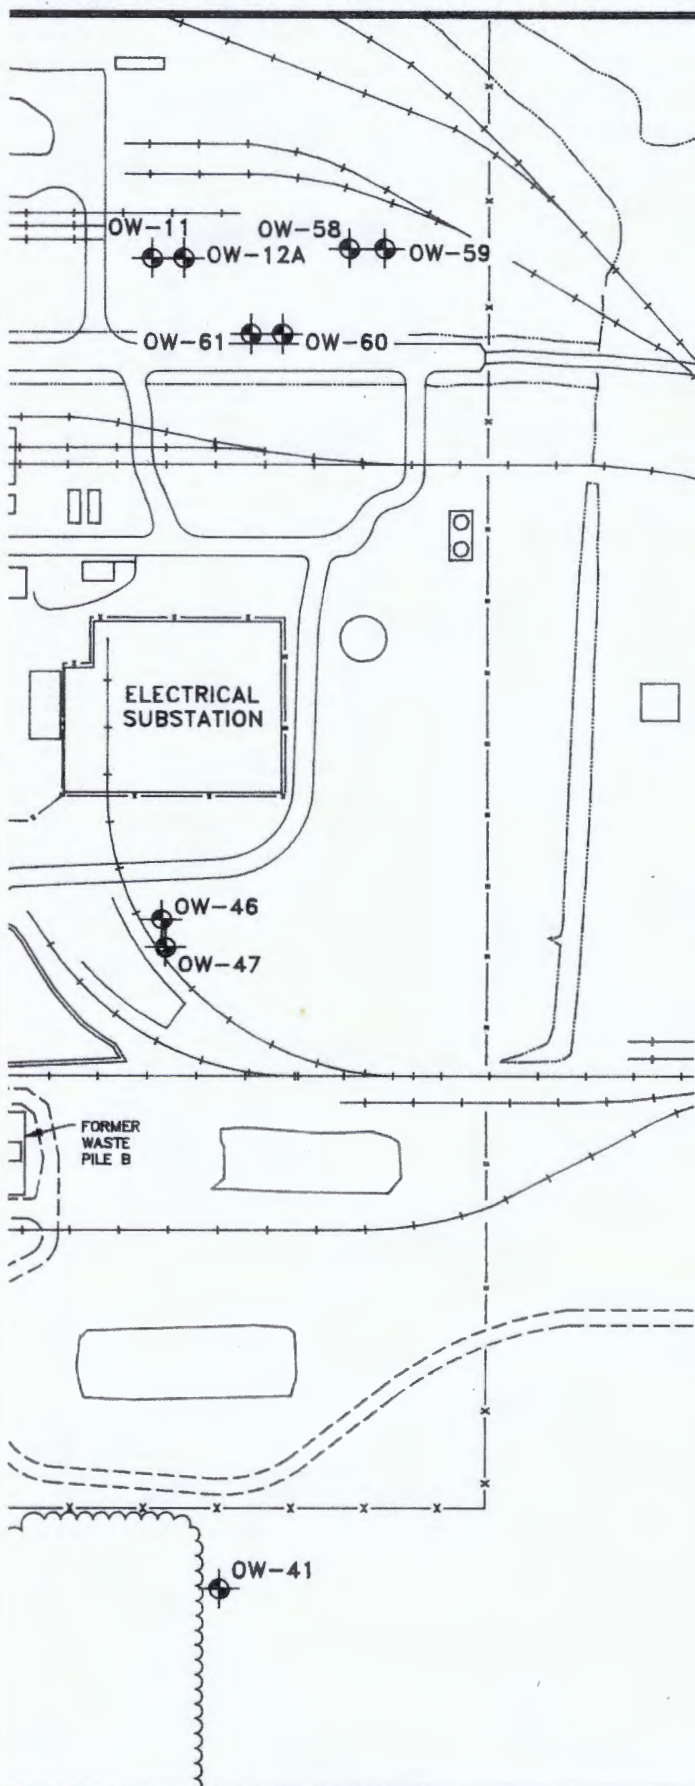 OW-11
OW-58
OW-12A
OW-59
OW-61
OW-60
ELECTRICAL
SUBSTATION
OW-46
OW-47
FORMER
WASTE
PILE B
OW-41